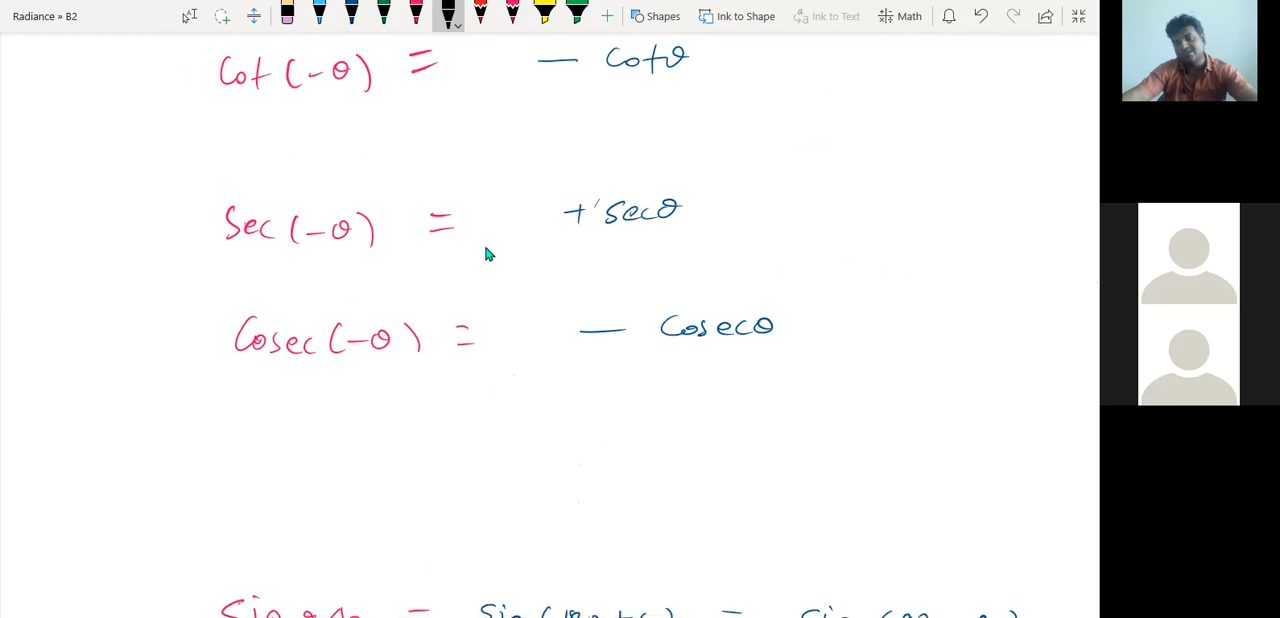 Radiance » B2 Shapes Ink to Shape Ink to Text Math
Cot(-θ) = - Cotθ
Sec(-θ) = + secθ
Cosec(-θ) = - Cosecθ